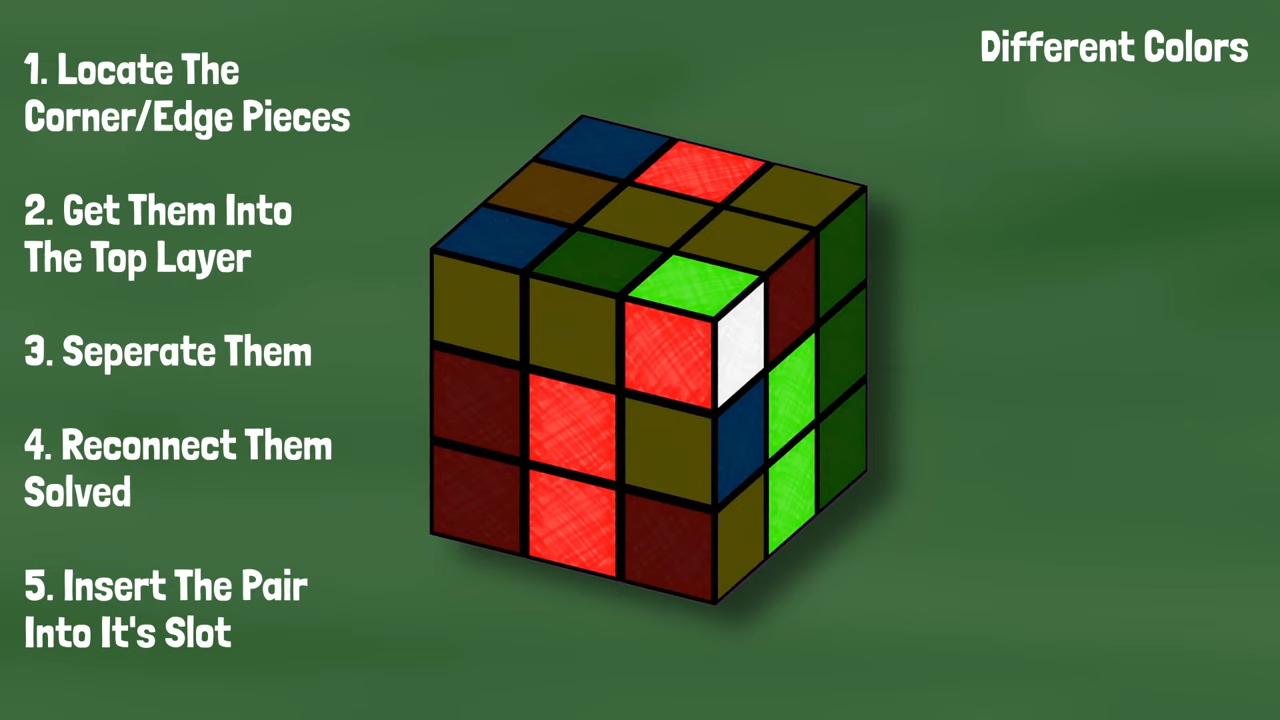 1. Locate The
Corner/Edge Pieces
2. Get Them Into
The Top Layer
3. Seperate Them
4. Reconnect Them
Solved
5. Insert The Pair
Into It's Slot
Different Colors